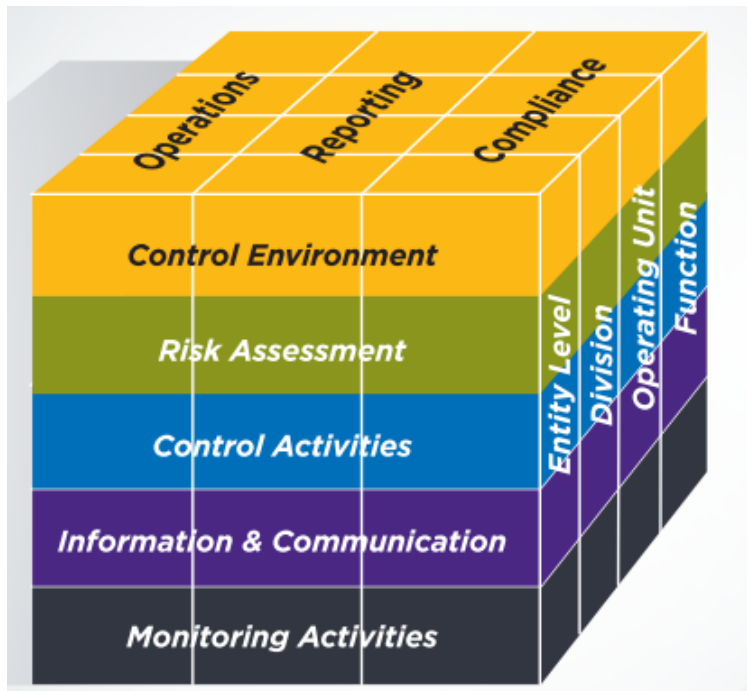 Operations
Reporting
Compliance
Control Environment
Risk Assessment
Control Activities
Information & Communication
Monitoring Activities
Entity Level
Division
Operating Unit
Function